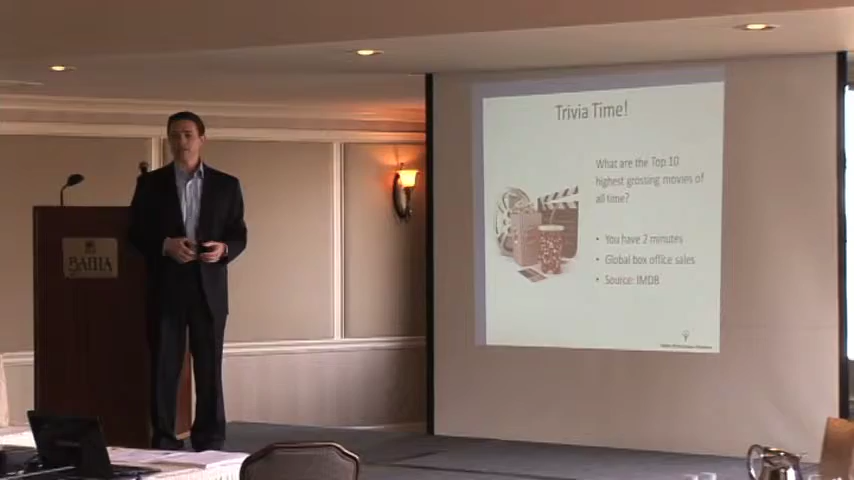 Trivia Time!
What are the Top 10
highest grossing movies of
all time?
• You have 2 minutes
• Global box office sales
• Source: IMDB
BAHIA